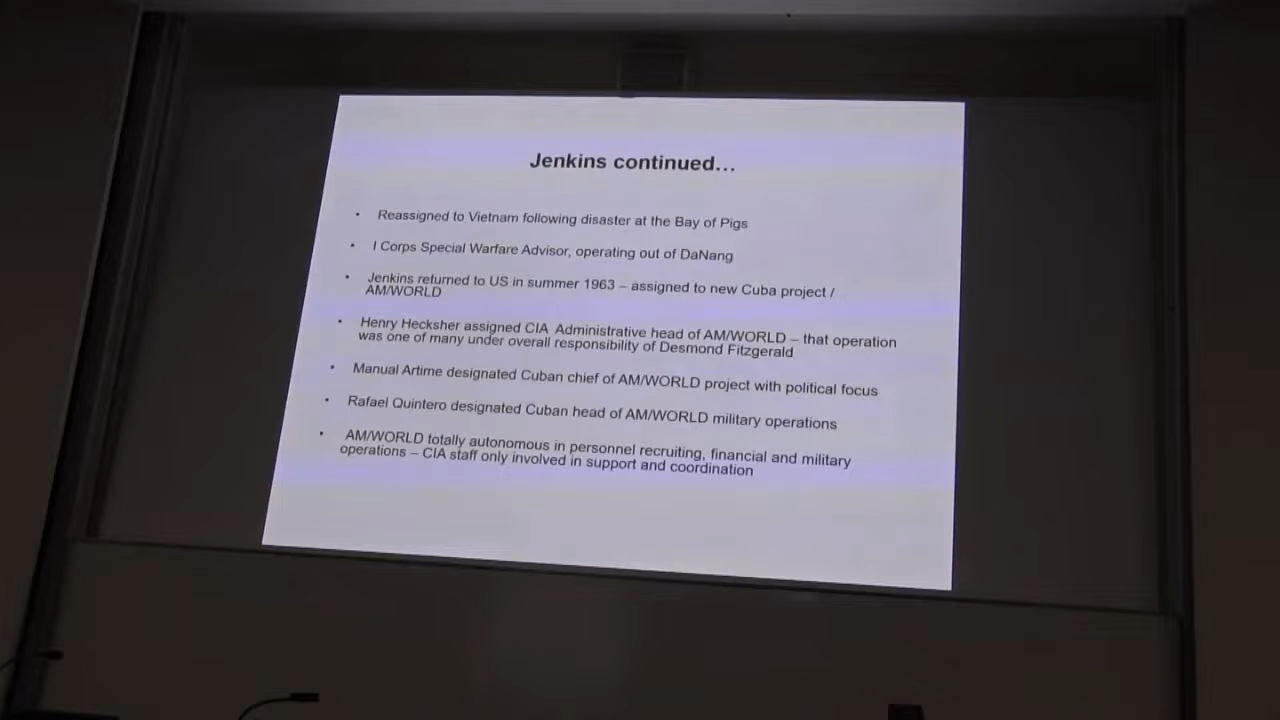 Jenkins continued…
• Reassigned to Vietnam following disaster at the Bay of Pigs
• I Corps Special Warfare Advisor, operating out of DaNang
• Jenkins returned to US in summer 1963 – assigned to new Cuba project /
AM/WORLD
• Henry Hecksher assigned CIA Administrative head of AM/WORLD – that operation
was one of many under overall responsibility of Desmond Fitzgerald
• Manual Artime designated Cuban chief of AM/WORLD project with political focus
• Rafael Quintero designated Cuban head of AM/WORLD military operations
• AM/WORLD totally autonomous in personnel recruiting, financial and military
operations – CIA staff only involved in support and coordination